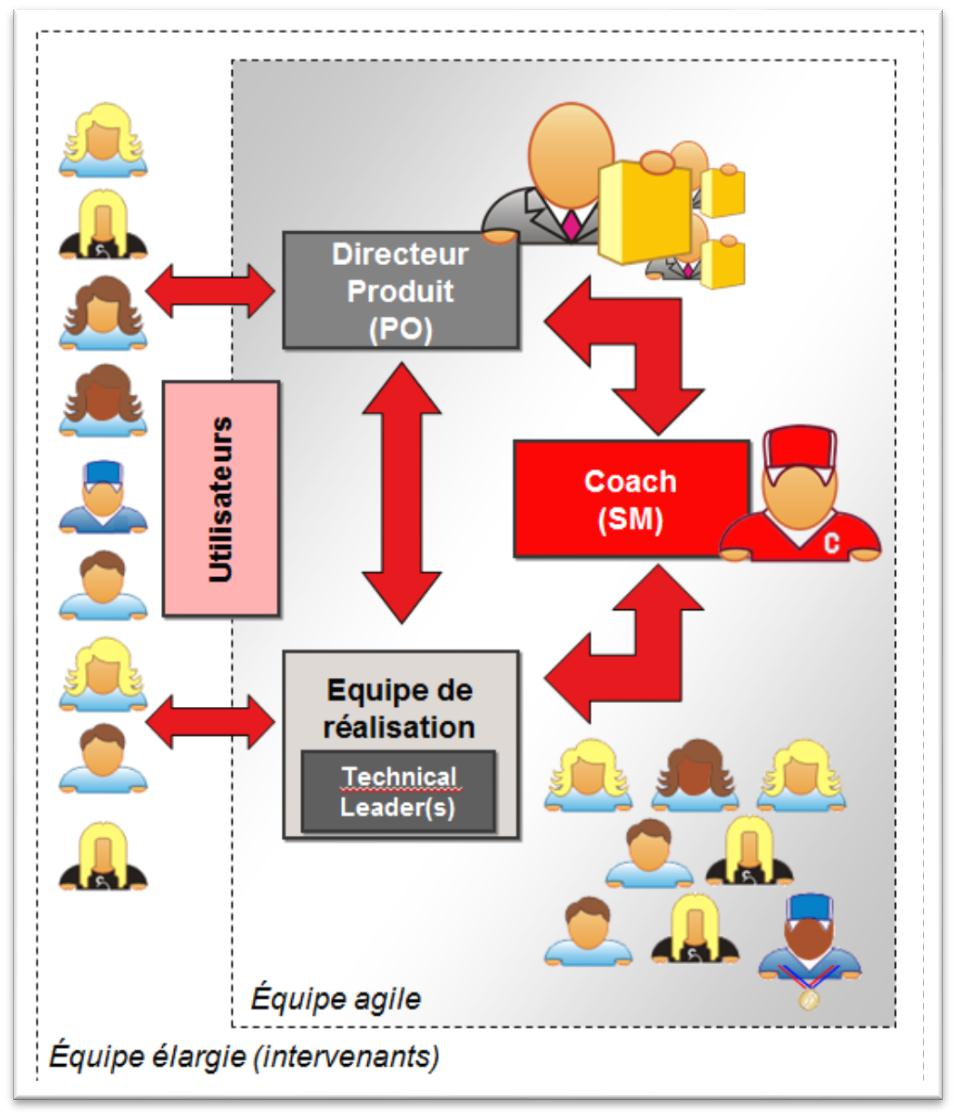 Directeur
Produit
(PO)
Utilisateurs
Coach
(SM)
C
Equipe de
réalisation
Technical
Leader(s)
Équipe agile
Équipe élargie (intervenants)